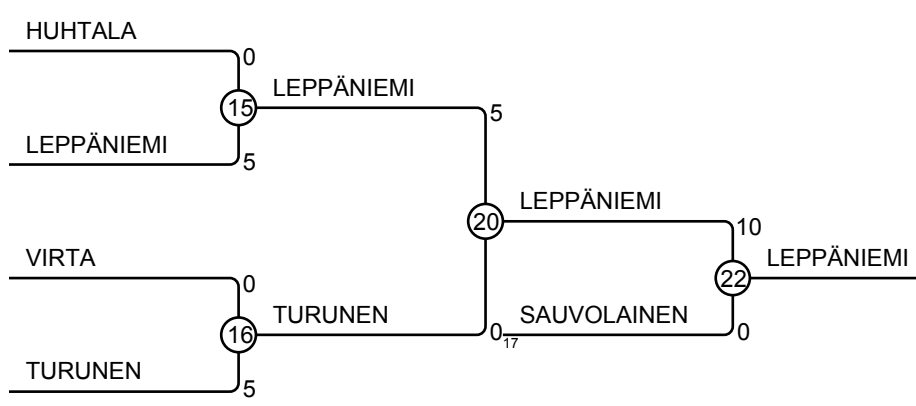 HUHTALA
0
15
LEPPÄNIEMI
LEPPÄNIEMI
5
5
20
LEPPÄNIEMI
10
VIRTA
0
22
LEPPÄNIEMI
16
TURUNEN
0
17
SAUVOLAINEN
0
TURUNEN
5